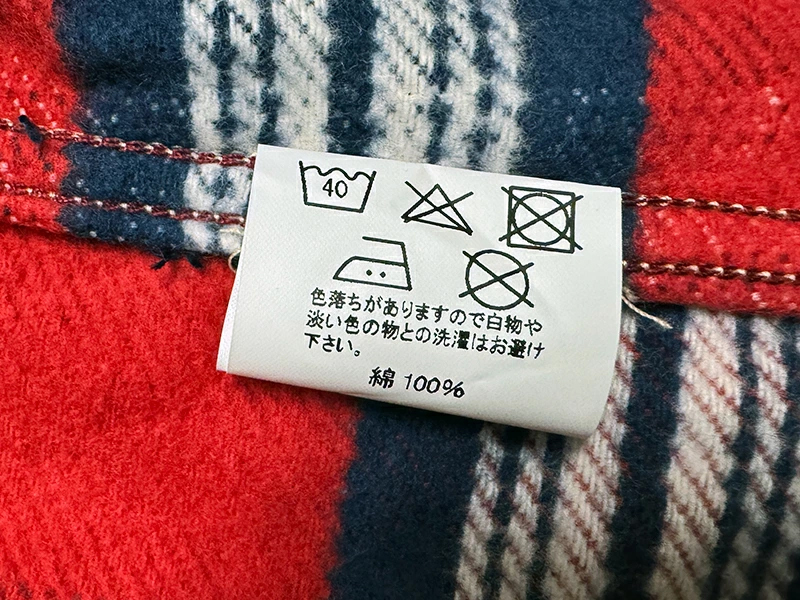 40
色落ちがありますので白物や
淡い色の物との洗濯はお避け
下さい。
綿 100%